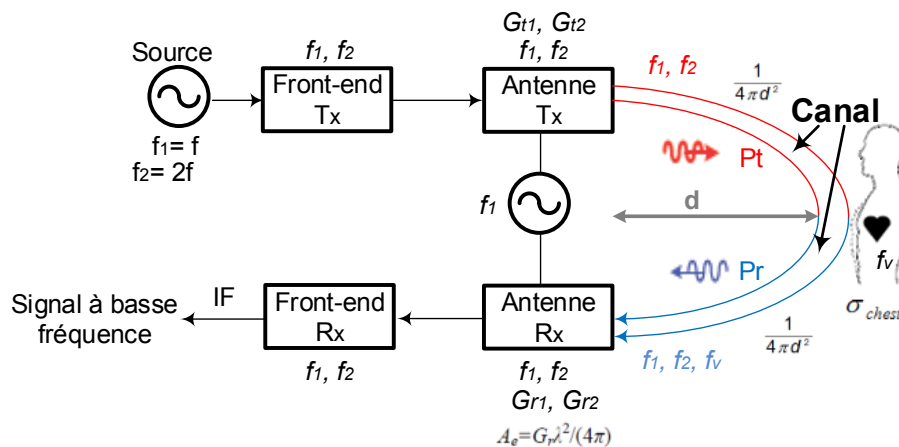 Source
f1= f
f2= 2f
f1, f2
Front-end
Tx
Gt1, Gt2
f1, f2
Antenne
Tx
f1, f2
1/4πd²
Canal
Pt
f1
d
fv
σ chest
Pr
Signal à basse
fréquence
IF
Front-end
Rx
f1, f2
Antenne
Rx
f1, f2
Gr1, Gr2
Ae=Grλ²/(4π)
f1, f2, fv
1/4πd²